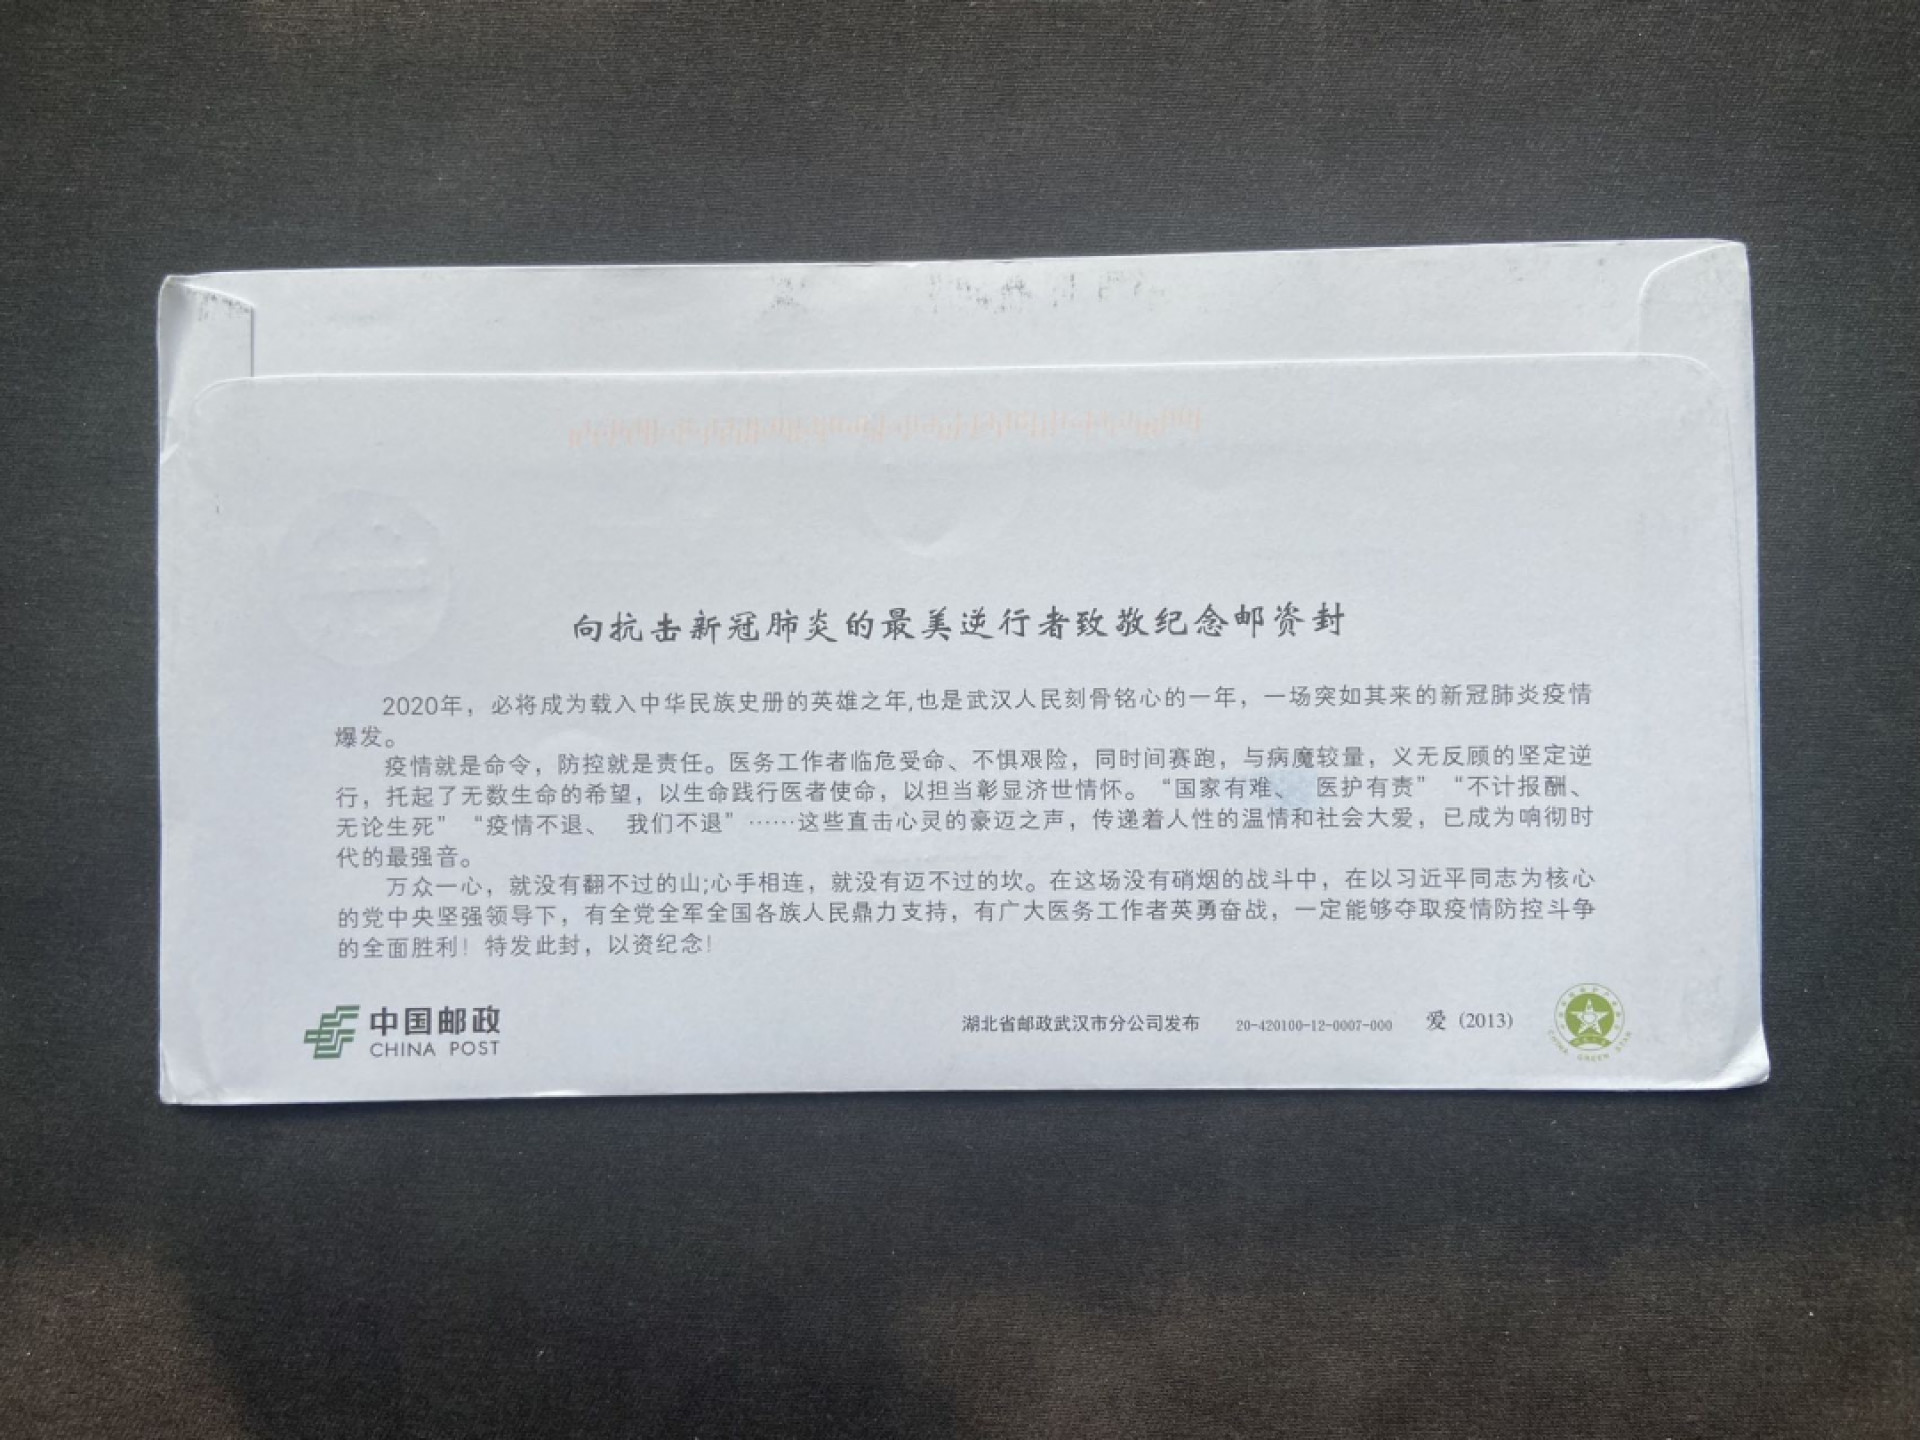 向抗击新冠肺炎的最美逆行者致敬纪念邮资封
2020年，必将成为载入中华民族史册的英雄之年,也是武汉人民刻骨铭心的一年，一场突如其来的新冠肺炎疫情
爆发。
疫情就是命令，防控就是责任。医务工作者临危受命、不惧艰险，同时间赛跑，与病魔较量，义无反顾的坚定逆
行，托起了无数生命的希望，以生命践行医者使命，以担当彰显济世情怀。“国家有难、 医护有责”“不计报酬、
无论生死”“疫情不退、 我们不退”……这些直击心灵的豪迈之声，传递着人性的温情和社会大爱，已成为响彻时
代的最强音。
万众一心，就没有翻不过的山;心手相连，就没有迈不过的坎。在这场没有硝烟的战斗中，在以习近平同志为核心
的党中央坚强领导下，有全党全军全国各族人民鼎力支持，有广大医务工作者英勇奋战，一定能够夺取疫情防控斗争
的全面胜利！特发此封，以资纪念！
中国邮政
CHINA POST
湖北省邮政武汉市分公司发布 20-420100-12-0007-000 爱 (2013)
CHINA GREEN STAR